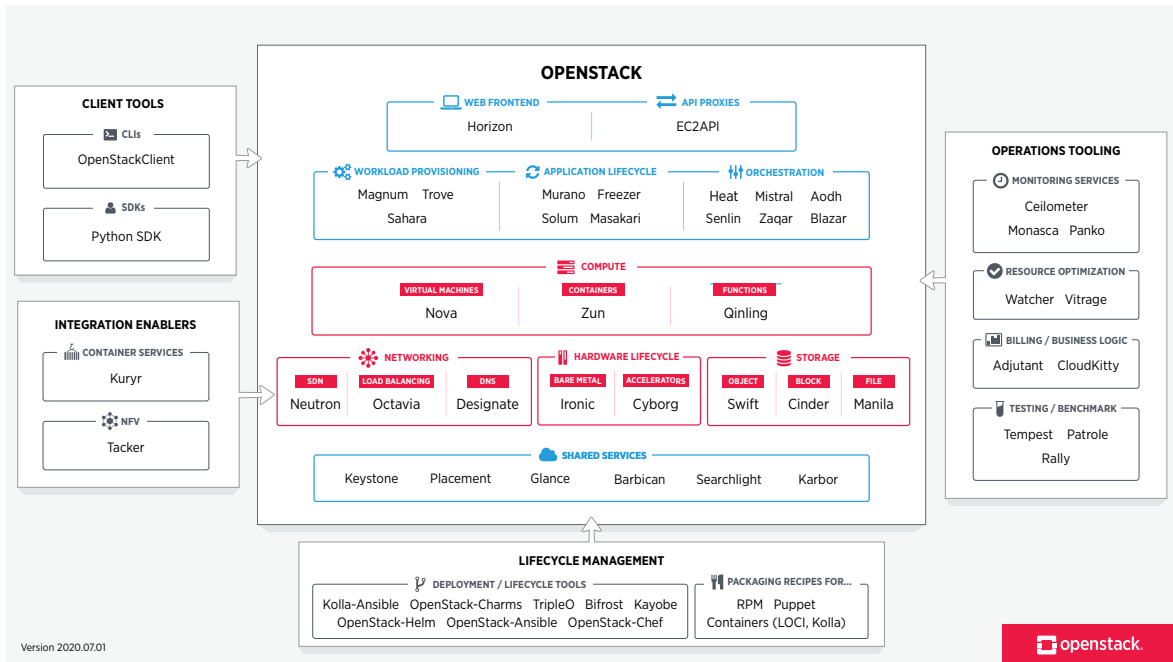 OPENSTACK
WEB FRONTEND
API PROXIES
Horizon
EC2API
WORKLOAD PROVISIONING
APPLICATION LIFECYCLE
ORCHESTRATION
Magnum Trove
Sahara
Murano Freezer
Solum Masakari
Heat Mistral Aodh
Senlin Zaqar Blazar
COMPUTE
VIRTUAL MACHINES
Nova
CONTAINERS
Zun
FUNCTIONS
Qinling
NETWORKING
SDN
Neutron
LOAD BALANCING
Octavia
DNS
Designate
HARDWARE LIFECYCLE
BARE METAL
Ironic
ACCELERATORS
Cyborg
STORAGE
OBJECT
Swift
BLOCK
Cinder
FILE
Manila
SHARED SERVICES
Keystone Placement Glance Barbican Searchlight Karbor
CLIENT TOOLS
CLIs
OpenStackClient
SDKs
Python SDK
INTEGRATION ENABLERS
CONTAINER SERVICES
Kuryr
NFV
Tacker
OPERATIONS TOOLING
MONITORING SERVICES
Ceilometer
Monasca Panko
RESOURCE OPTIMIZATION
Watcher Vitrage
BILLING / BUSINESS LOGIC
Adjutant CloudKitty
TESTING / BENCHMARK
Tempest Patrole
Rally
LIFECYCLE MANAGEMENT
DEPLOYMENT / LIFECYCLE TOOLS
Kolla-Ansible OpenStack-Charms TripleO Bifrost Kayobe
OpenStack-Helm OpenStack-Ansible OpenStack-Chef
PACKAGING RECIPES FOR...
RPM Puppet
Containers (LOCI, Kolla)
Version 2020.07.01
openstack.